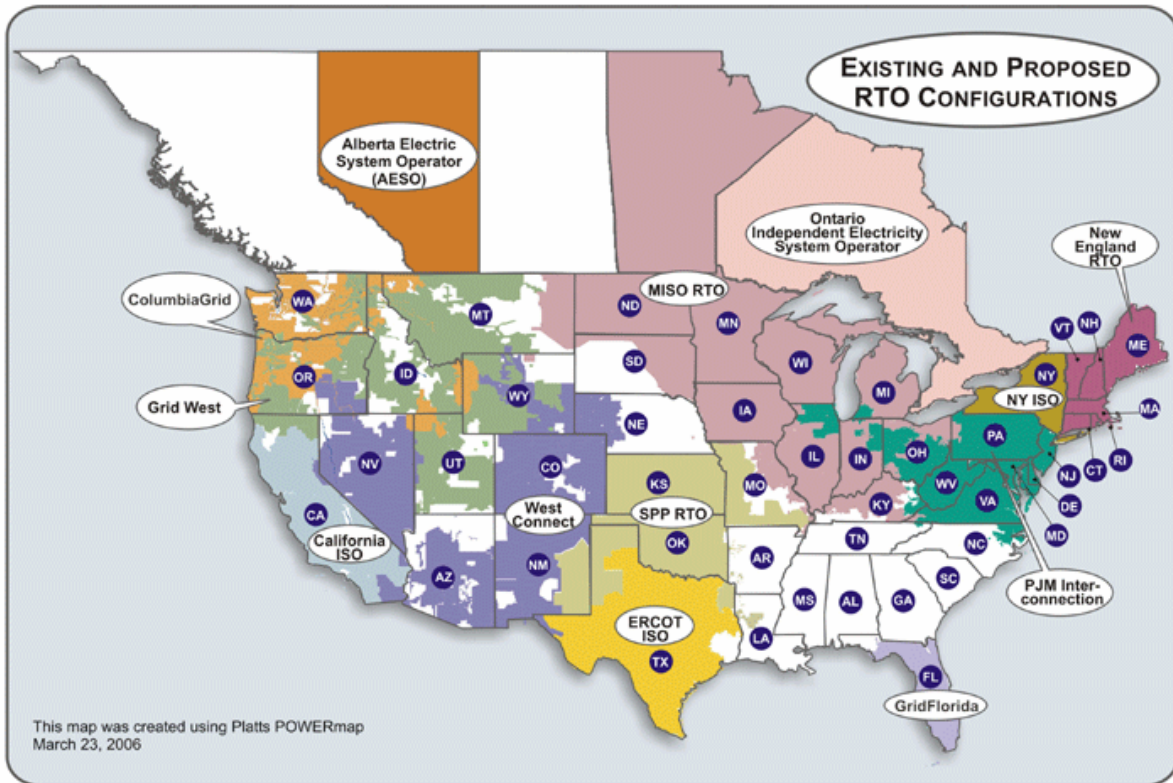 EXISTING AND PROPOSED
RTO CONFIGURATIONS
Alberta Electric
System Operator
(AESO)
Ontario
Independent Electricity
System Operator
New
England
RTO
ColumbiaGrid
MISO RTO
WA
MT
ND
MN
VT
NH
ME
OR
ID
SD
WI
NY
WY
MI
NY ISO
Grid West
IA
MA
NE
PA
NV
UT
CO
IL
IN
OH
NJ
CT
RI
WV
KS
MO
VA
DE
KY
CA
West
Connect
SPP RTO
MD
California
ISO
OK
TN
NC
AR
AZ
NM
SC
PJM Inter-
connection
MS
AL
GA
ERCOT
ISO
LA
TX
FL
GridFlorida
This map was created using Platts POWERmap
March 23, 2006